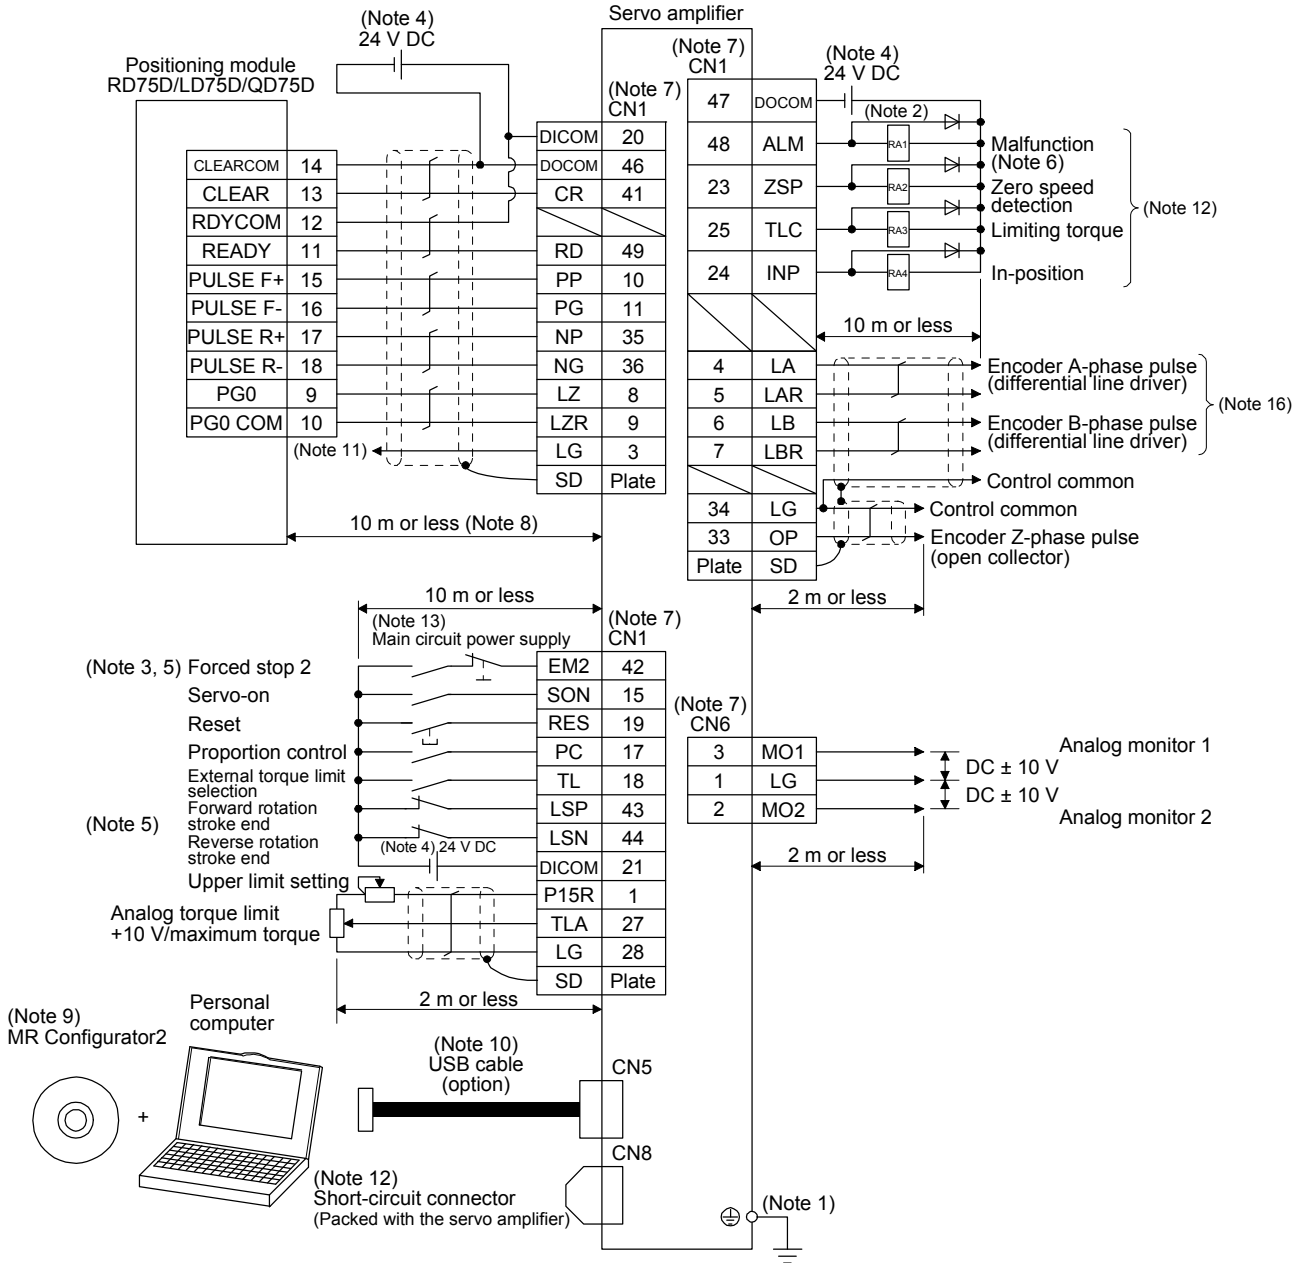 Servo amplifier
(Note 4)
24 V DC
Positioning module
RD75D/LD75D/QD75D
(Note 7)
CN1
DICOM 20
CLEARCOM 14 DOCOM 46
CLEAR 13 CR 41
RDYCOM 12
READY 11 RD 49
PULSE F+ 15 PP 10
PULSE F- 16 PG 11
PULSE R+ 17 NP 35
PULSE R- 18 NG 36
PG0 9 LZ 8
PG0 COM 10 LZR 9
(Note 11) LG 3
SD Plate
10 m or less (Note 8)
(Note 7)
CN1
(Note 4)
24 V DC
47 DOCOM
(Note 2)
48 ALM RA1 Malfunction
(Note 6)
23 ZSP RA2 Zero speed
detection
25 TLC RA3 Limiting torque
24 INP RA4 In-position
(Note 12)
10 m or less
4 LA Encoder A-phase pulse
(differential line driver)
5 LAR
6 LB Encoder B-phase pulse
(differential line driver)
7 LBR
(Note 16)
Control common
34 LG Control common
33 OP Encoder Z-phase pulse
(open collector)
Plate SD
2 m or less
10 m or less
(Note 13)
Main circuit power supply
(Note 7)
CN1
(Note 3, 5) Forced stop 2 EM2 42
Servo-on SON 15
Reset RES 19
Proportion control PC 17
External torque limit
selection TL 18
Forward rotation
stroke end LSP 43
(Note 5)
Reverse rotation
stroke end LSN 44
(Note 4) 24 V DC DICOM 21
Upper limit setting P15R 1
Analog torque limit
+10 V/maximum torque TLA 27
LG 28
SD Plate
2 m or less
(Note 7)
CN6
3 MO1 Analog monitor 1
DC ± 10 V
1 LG
DC ± 10 V
2 MO2 Analog monitor 2
2 m or less
(Note 9)
MR Configurator2
+
Personal
computer
(Note 10)
USB cable
(option)
CN5
CN8
(Note 12)
Short-circuit connector
(Packed with the servo amplifier)
(Note 1)